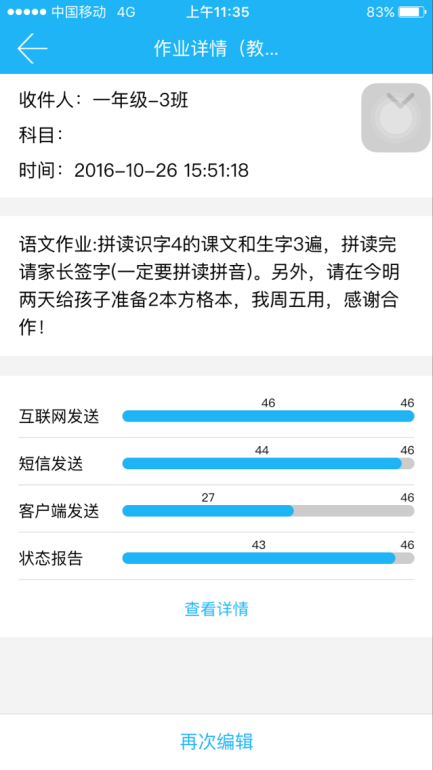 中国移动 4G 上午11:35 83%
作业详情（教...
收件人：一年级-3班
科目：
时间：2016-10-26 15:51:18
语文作业:拼读识字4的课文和生字3遍，拼读完
请家长签字(一定要拼读拼音)。另外，请在今明
两天给孩子准备2本方格本，我周五用，感谢合
作！
46 46
互联网发送
44 46
短信发送
27 46
客户端发送
43 46
状态报告
查看详情
再次编辑